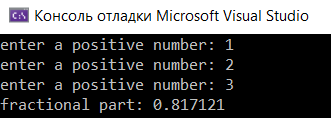 Консоль отладки Microsoft Visual Studio
enter a positive number: 1
enter a positive number: 2
enter a positive number: 3
fractional part: 0.817121